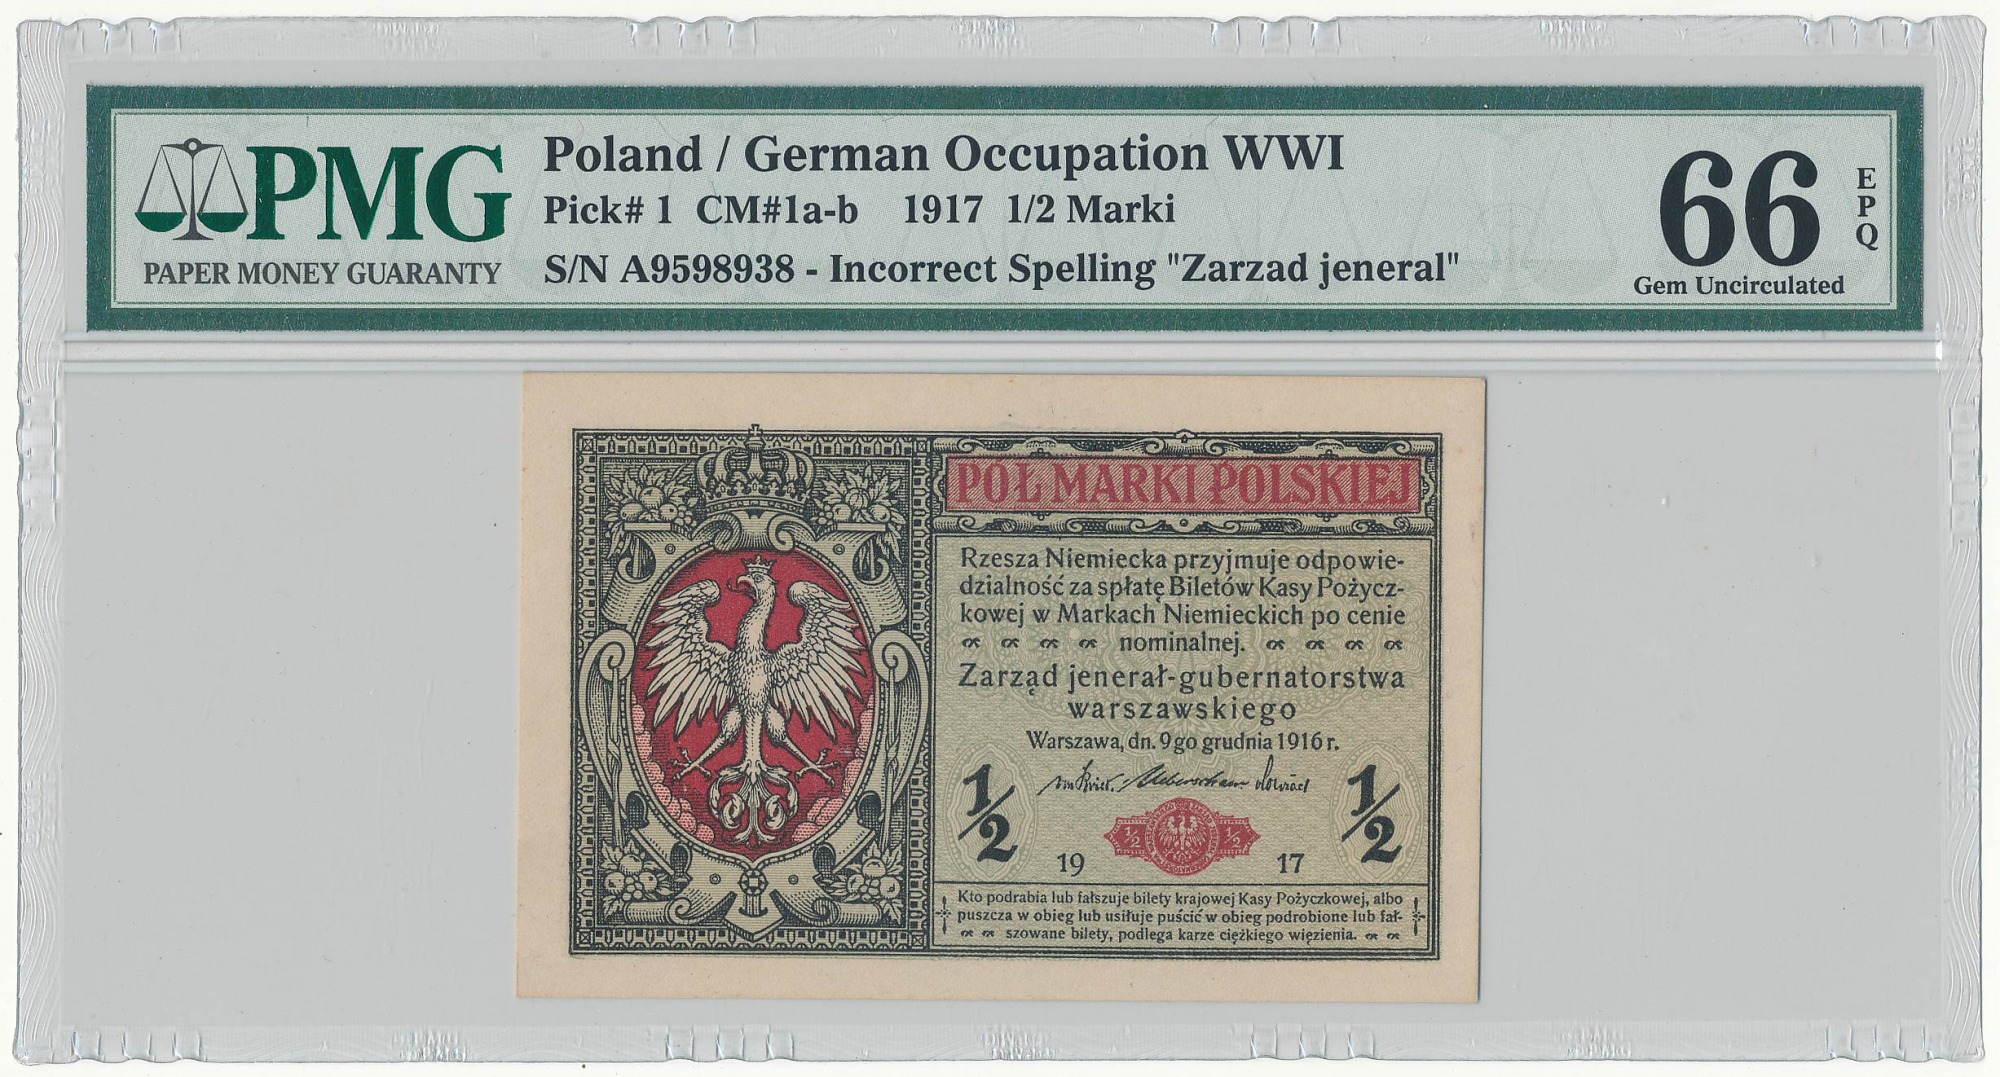 PMG
PAPER MONEY GUARANTY
Poland / German Occupation WWI
Pick# 1 CM#1a-b 1917 1/2 Marki
S/N A9598938 - Incorrect Spelling "Zarzad jeneral"
66
EPQ
Gem Uncirculated
PÓŁ MARKI POLSKIEJ
Rzesza Niemiecka przyjmuje odpowie-
dzialność za spłatę Biletów Kasy Pożycz-
kowej w Markach Niemieckich po cenie
nominalnej.
Zarząd jenerał-gubernatorstwa
warszawskiego
Warszawa, dn. 9go grudnia 1916 r.
1/2 1/2
1/2 1/2
19 17
Kto podrabia lub fałszuje bilety krajowej Kasy Pożyczkowej, albo
puszcza w obieg lub usiłuje puścić w obieg podrobione lub fał-
szowane bilety, podlega karze ciężkiego więzienia.